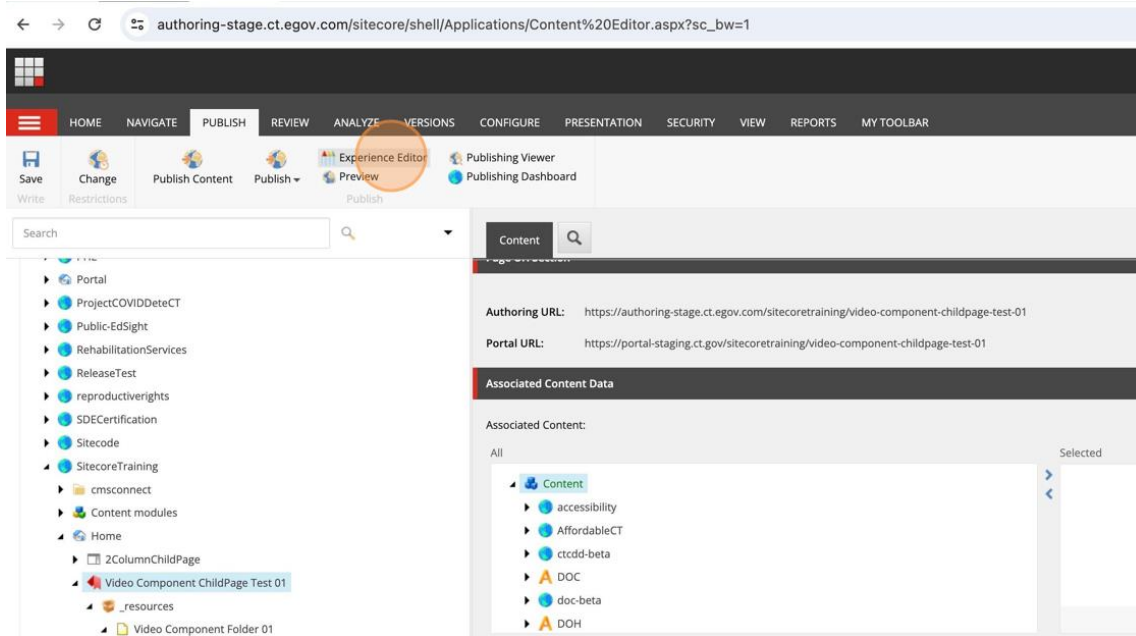 authoring-stage.ct.egov.com/sitecore/shell/Applications/Content%20Editor.aspx?sc_bw=1
HOME NAVIGATE PUBLISH REVIEW ANALYZE VERSIONS CONFIGURE PRESENTATION SECURITY VIEW REPORTS MY TOOLBAR
Experience Editor Publishing Viewer
Save Change Publish Content Publish Preview Publishing Dashboard
Write Restrictions Publish
Search
Content
Portal
ProjectCOVIDDeteCT
Public-EdSight
RehabilitationServices
ReleaseTest
reproductiverights
SDECertification
Sitecode
SitecoreTraining
cmsconnect
Content modules
Home
2ColumnChildPage
Video Component ChildPage Test 01
_resources
Video Component Folder 01
Authoring URL: https://authoring-stage.ct.egov.com/sitecoretraining/video-component-childpage-test-01
Portal URL: https://portal-staging.ct.gov/sitecoretraining/video-component-childpage-test-01
Associated Content Data
Associated Content:
All Selected
Content
accessibility
AffordableCT
ctcdd-beta
DOC
doc-beta
DOH